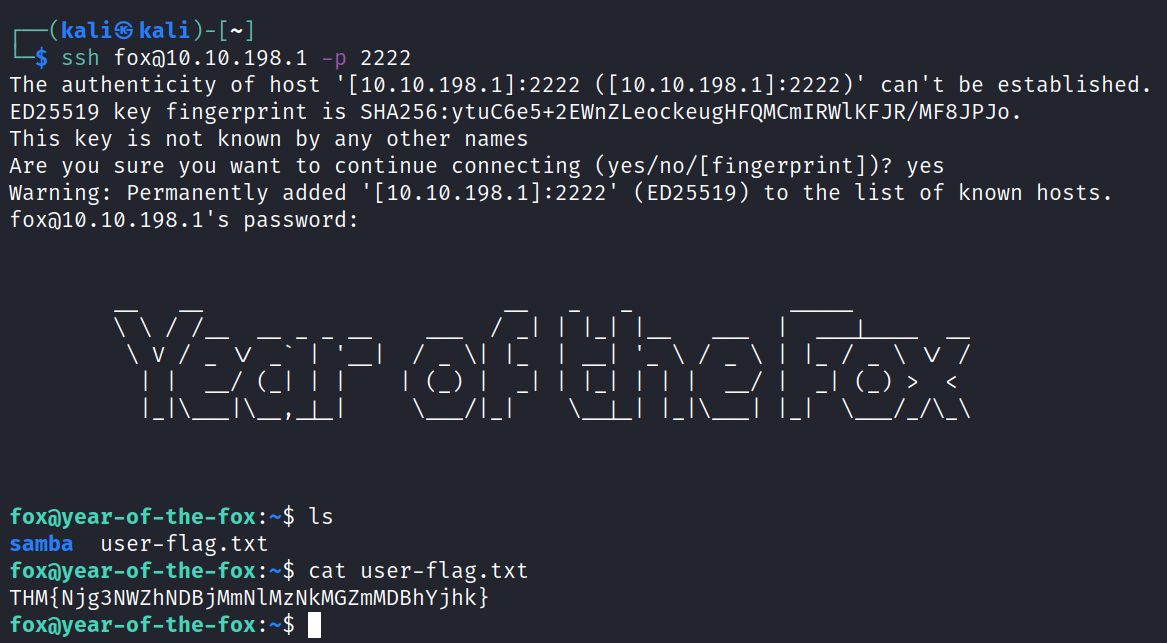 ┌──(kali㉿kali)-[~]
└─$ ssh fox@10.10.198.1 -p 2222
The authenticity of host '[10.10.198.1]:2222 ([10.10.198.1]:2222)' can't be established.
ED25519 key fingerprint is SHA256:ytuC6e5+2EWnZLeockeugHFQMCmIRWlKFJR/MF8JPJo.
This key is not known by any other names
Are you sure you want to continue connecting (yes/no/[fingerprint])? yes
Warning: Permanently added '[10.10.198.1]:2222' (ED25519) to the list of known hosts.
fox@10.10.198.1's password:
Year of the Fox
fox@year-of-the-fox:~$ ls
samba  user-flag.txt
fox@year-of-the-fox:~$ cat user-flag.txt
THM{Njg3NWZhNDBjMmNlMzNkMGZmMDBhYjhk}
fox@year-of-the-fox:~$